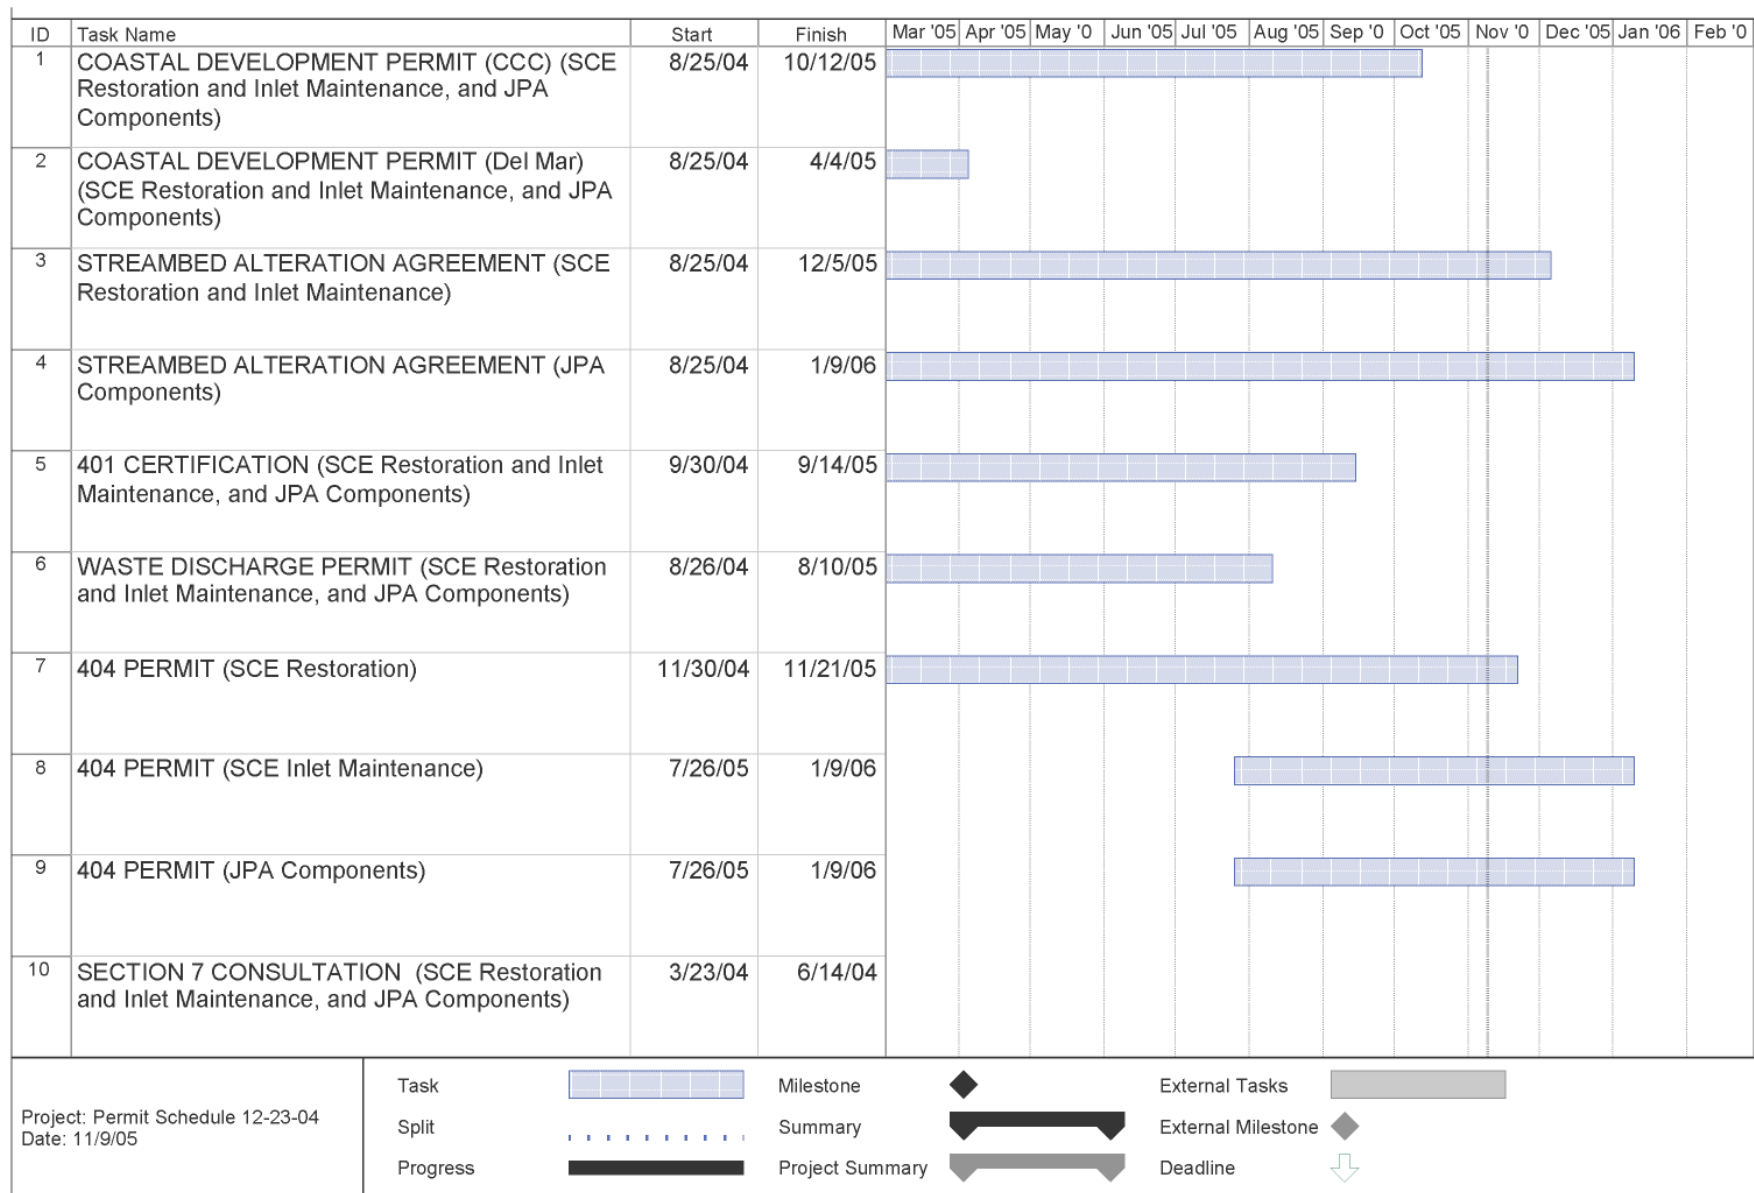 ID Task Name Start Finish Mar '05 Apr '05 May '0 Jun '05 Jul '05 Aug '05 Sep '0 Oct '05 Nov '0 Dec '05 Jan '06 Feb '0
1 COASTAL DEVELOPMENT PERMIT (CCC) (SCE 8/25/04 10/12/05
Restoration and Inlet Maintenance, and JPA
Components)
2 COASTAL DEVELOPMENT PERMIT (Del Mar) 8/25/04 4/4/05
(SCE Restoration and Inlet Maintenance, and JPA
Components)
3 STREAMBED ALTERATION AGREEMENT (SCE 8/25/04 12/5/05
Restoration and Inlet Maintenance)
4 STREAMBED ALTERATION AGREEMENT (JPA 8/25/04 1/9/06
Components)
5 401 CERTIFICATION (SCE Restoration and Inlet 9/30/04 9/14/05
Maintenance, and JPA Components)
6 WASTE DISCHARGE PERMIT (SCE Restoration 8/26/04 8/10/05
and Inlet Maintenance, and JPA Components)
7 404 PERMIT (SCE Restoration) 11/30/04 11/21/05
8 404 PERMIT (SCE Inlet Maintenance) 7/26/05 1/9/06
9 404 PERMIT (JPA Components) 7/26/05 1/9/06
10 SECTION 7 CONSULTATION (SCE Restoration 3/23/04 6/14/04
and Inlet Maintenance, and JPA Components)
Project: Permit Schedule 12-23-04
Date: 11/9/05
Task Milestone External Tasks
Split Summary External Milestone
Progress Project Summary Deadline